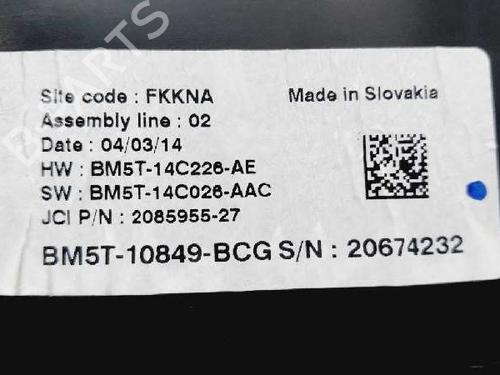 Site code : FKKNA
Made in Slovakia
Assembly line : 02
Date : 04/03/14
HW : BM5T-14C226-AE
SW : BM5T-14C026-AAC
JCI P/N : 2085955-27
BM5T-10849-BCG S/N : 20674232